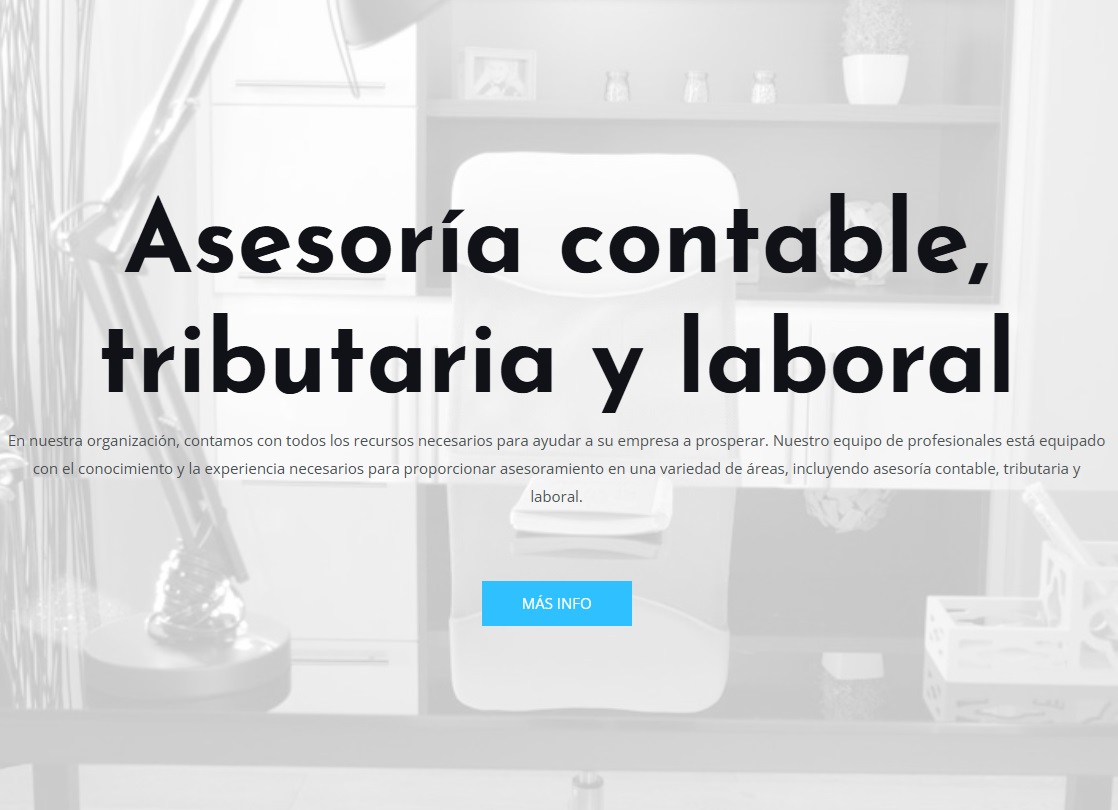 Asesoría contable,
tributaria y laboral
En nuestra organización, contamos con todos los recursos necesarios para ayudar a su empresa a prosperar. Nuestro equipo de profesionales está equipado
con el conocimiento y la experiencia necesarios para proporcionar asesoramiento en una variedad de áreas, incluyendo asesoría contable, tributaria y
laboral.
MÁS INFO